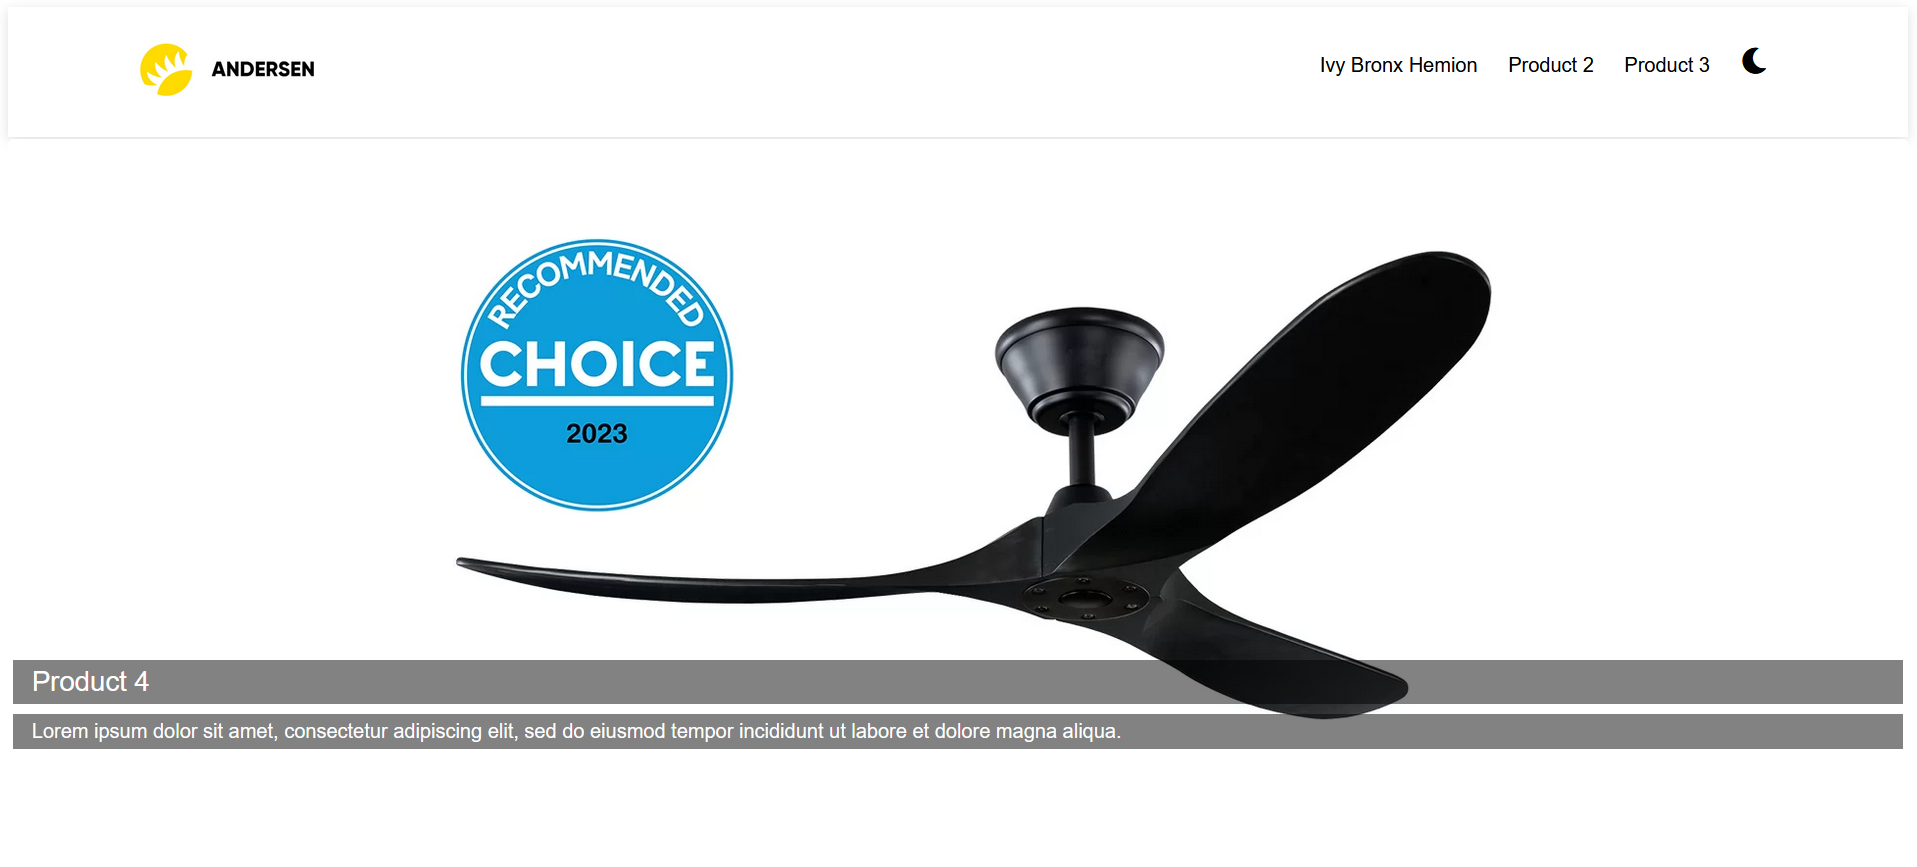 ANDERSEN
Ivy Bronx Hemion Product 2 Product 3
RECOMMENDED
CHOICE
2023
Product 4
Lorem ipsum dolor sit amet, consectetur adipiscing elit, sed do eiusmod tempor incididunt ut labore et dolore magna aliqua.